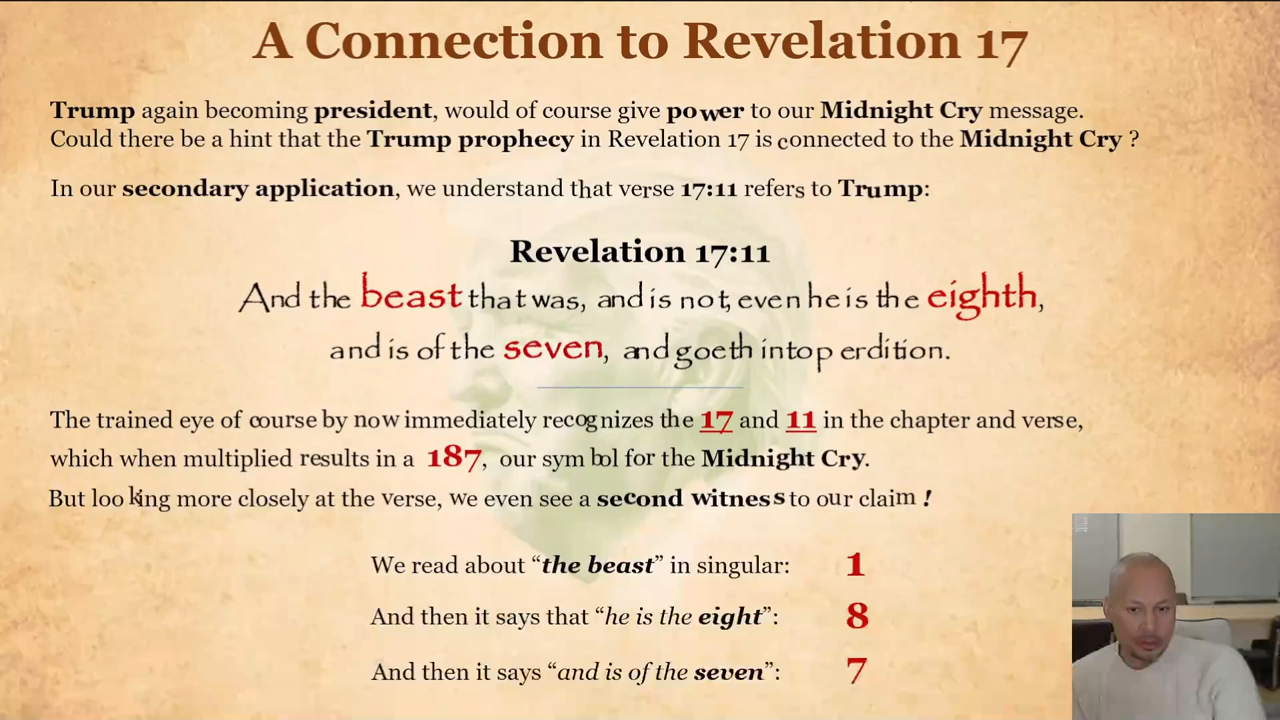 A Connection to Revelation 17
Trump again becoming president, would of course give power to our Midnight Cry message.
Could there be a hint that the Trump prophecy in Revelation 17 is connected to the Midnight Cry ?
In our secondary application, we understand that verse 17:11 refers to Trump:
Revelation 17:11
And the beast that was, and is not, even he is the eighth,
and is of the seven, and goeth into perdition.
The trained eye of course by now immediately recognizes the 17 and 11 in the chapter and verse,
which when multiplied results in a 187, our symbol for the Midnight Cry.
But looking more closely at the verse, we even see a second witness to our claim !
We read about “the beast” in singular: 1
And then it says that “he is the eight”: 8
And then it says “and is of the seven”: 7